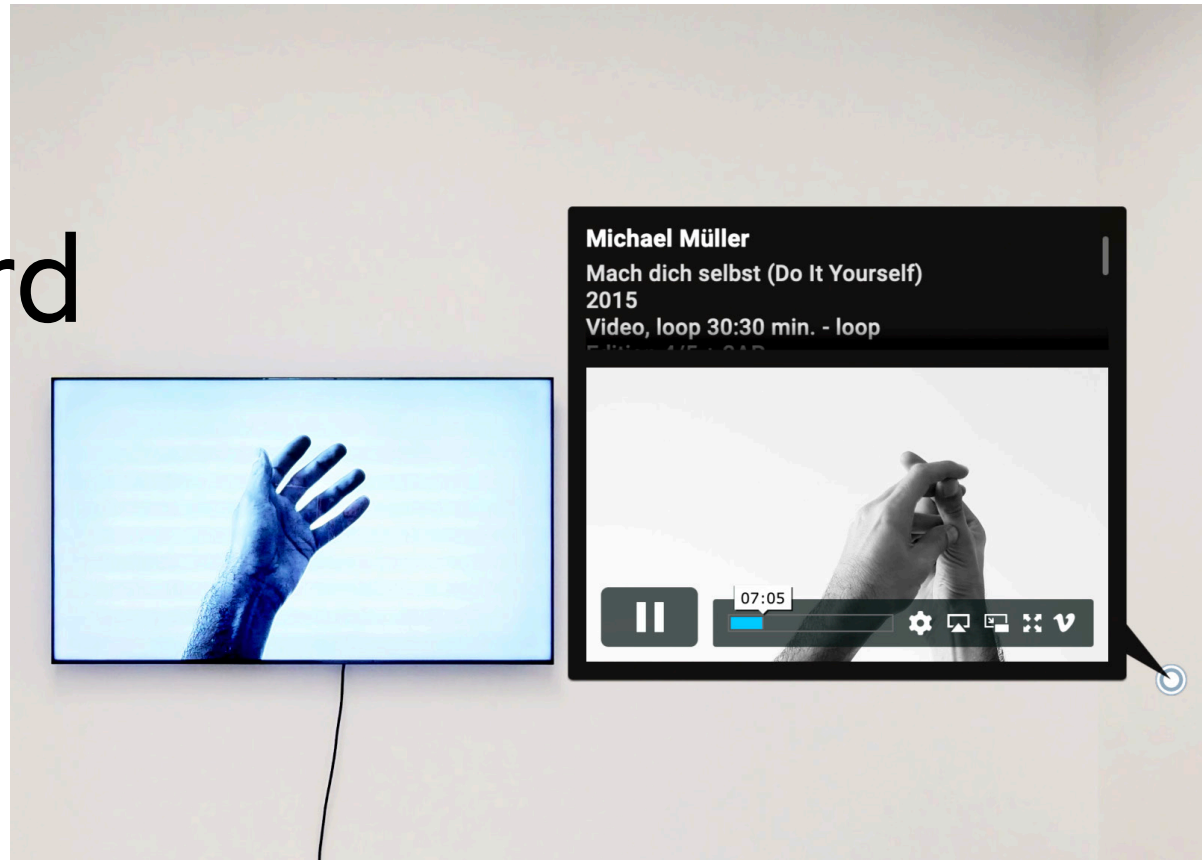 rd
Michael Müller
Mach dich selbst (Do It Yourself)
2015
Video, loop 30:30 min. - loop
07:05